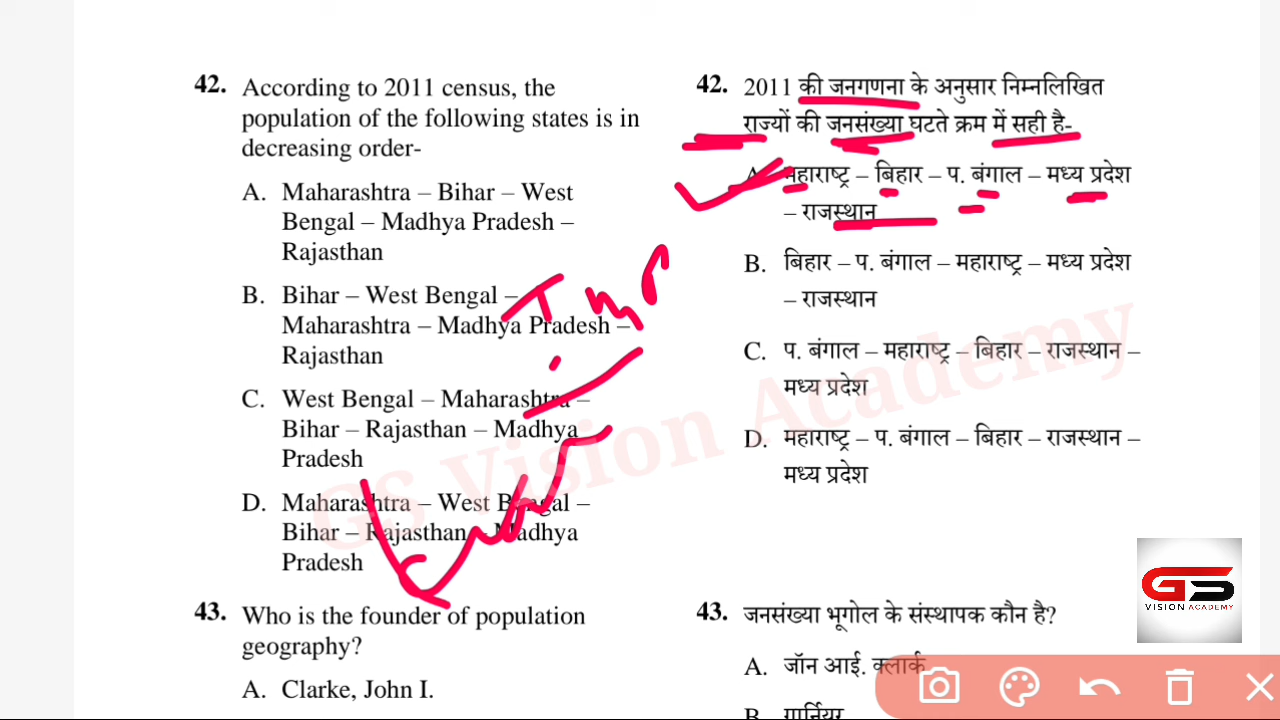 42. According to 2011 census, the
population of the following states is in
decreasing order-
A. Maharashtra – Bihar – West
Bengal – Madhya Pradesh –
Rajasthan
B. Bihar – West Bengal –
Maharashtra – Madhya Pradesh –
Rajasthan
C. West Bengal – Maharashtra –
Bihar – Rajasthan – Madhya
Pradesh
D. Maharashtra – West Bengal –
Bihar – Rajasthan – Madhya
Pradesh
43. Who is the founder of population
geography?
A. Clarke, John I.
42. 2011 की जनगणना के अनुसार निम्नलिखित
राज्यों की जनसंख्या घटते क्रम में सही है-
A. महाराष्ट्र – बिहार – प. बंगाल – मध्य प्रदेश
– राजस्थान
B. बिहार – प. बंगाल – महाराष्ट्र – मध्य प्रदेश
– राजस्थान
C. प. बंगाल – महाराष्ट्र – बिहार – राजस्थान –
मध्य प्रदेश
D. महाराष्ट्र – प. बंगाल – बिहार – राजस्थान –
मध्य प्रदेश
43. जनसंख्या भूगोल के संस्थापक कौन है?
A. जॉन आई. क्लार्क
B. गार्नियर
GS Vision Academy
GS
VISION ACADEMY